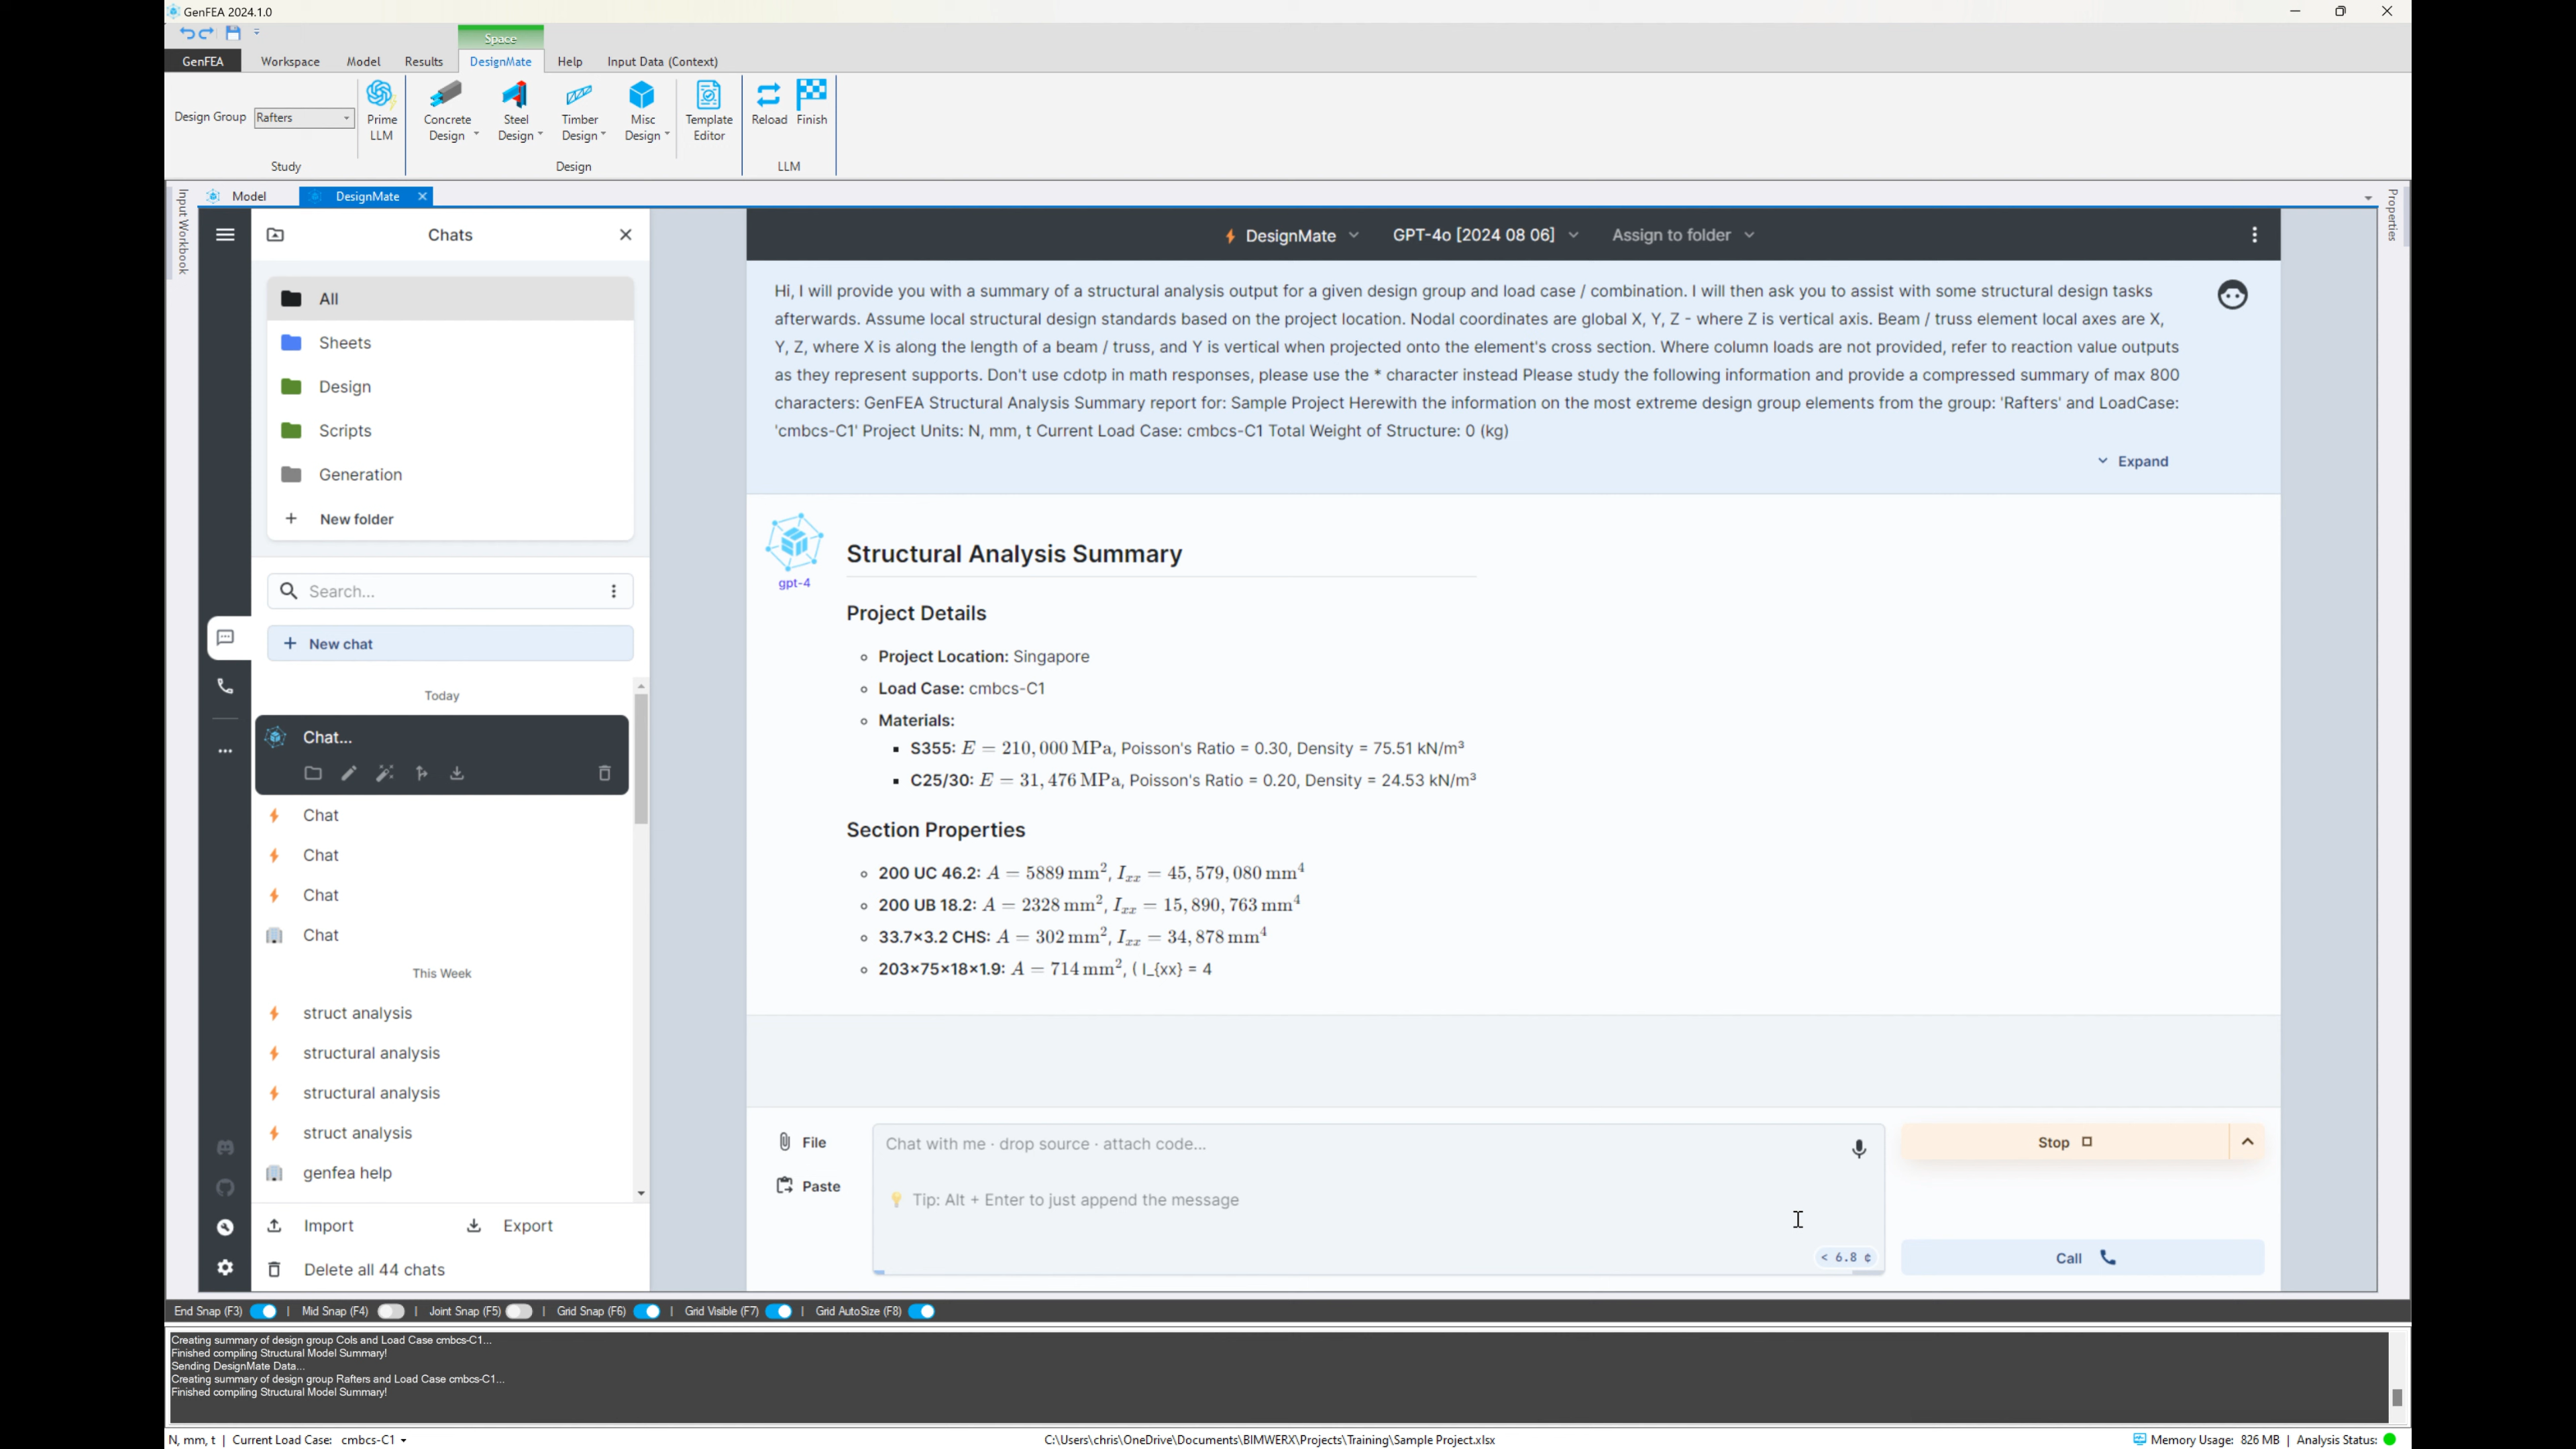 GenFEA 2024.1.0
Space
GenFEA Workspace Model Results DesignMate Help Input Data (Context)
Design Group Rafters
Prime LLM
Concrete Design
Steel Design
Timber Design
Misc Design
Template Editor
Reload
Finish
Study
Design
LLM
Input Workbook
Model
DesignMate
Properties
Chats
All
Sheets
Design
Scripts
Generation
+ New folder
Search...
+ New chat
Today
Chat...
Chat
Chat
Chat
Chat
This Week
struct analysis
structural analysis
structural analysis
struct analysis
genfea help
Import
Export
Delete all 44 chats
DesignMate
GPT-4o [2024 08 06]
Assign to folder
Hi, I will provide you with a summary of a structural analysis output for a given design group and load case / combination. I will then ask you to assist with some structural design tasks
afterwards. Assume local structural design standards based on the project location. Nodal coordinates are global X, Y, Z - where Z is vertical axis. Beam / truss element local axes are X,
Y, Z, where X is along the length of a beam / truss, and Y is vertical when projected onto the element's cross section. Where column loads are not provided, refer to reaction value outputs
as they represent supports. Don't use cdotp in math responses, please use the * character instead Please study the following information and provide a compressed summary of max 800
characters: GenFEA Structural Analysis Summary report for: Sample Project Herewith the information on the most extreme design group elements from the group: 'Rafters' and LoadCase:
'cmbcs-C1' Project Units: N, mm, t Current Load Case: cmbcs-C1 Total Weight of Structure: 0 (kg)
Expand
gpt-4
Structural Analysis Summary
Project Details
Project Location: Singapore
Load Case: cmbcs-C1
Materials:
S355: E = 210,000 MPa, Poisson's Ratio = 0.30, Density = 75.51 kN/m³
C25/30: E = 31,476 MPa, Poisson's Ratio = 0.20, Density = 24.53 kN/m³
Section Properties
200 UC 46.2: A = 5889 mm², Ixx = 45,579,080 mm⁴
200 UB 18.2: A = 2328 mm², Ixx = 15,890,763 mm⁴
33.7×3.2 CHS: A = 302 mm², Ixx = 34,878 mm⁴
203×75×18×1.9: A = 714 mm², ( I_{xx} = 4
File
Paste
Chat with me · drop source · attach code...
Tip: Alt + Enter to just append the message
< 6.8 ¢
Stop
Call
End Snap (F3) | Mid Snap (F4) | Joint Snap (F5) | Grid Snap (F6) | Grid Visible (F7) | Grid AutoSize (F8)
Creating summary of design group Cols and Load Case cmbcs-C1...
Finished compiling Structural Model Summary!
Sending DesignMate Data...
Creating summary of design group Rafters and Load Case cmbcs-C1...
Finished compiling Structural Model Summary!
N, mm, t | Current Load Case: cmbcs-C1
C:\Users\chris\OneDrive\Documents\BIMWERX\Projects\Training\Sample Project.xlsx
Memory Usage: 826 MB | Analysis Status: